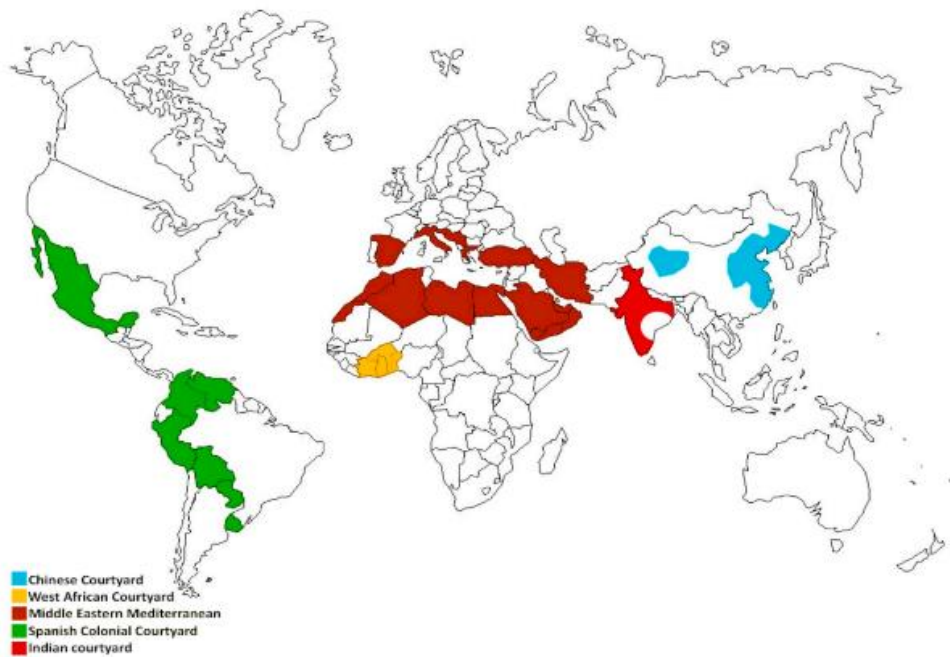 Chinese Courtyard
West African Courtyard
Middle Eastern Mediterranean
Spanish Colonial Courtyard
Indian courtyard